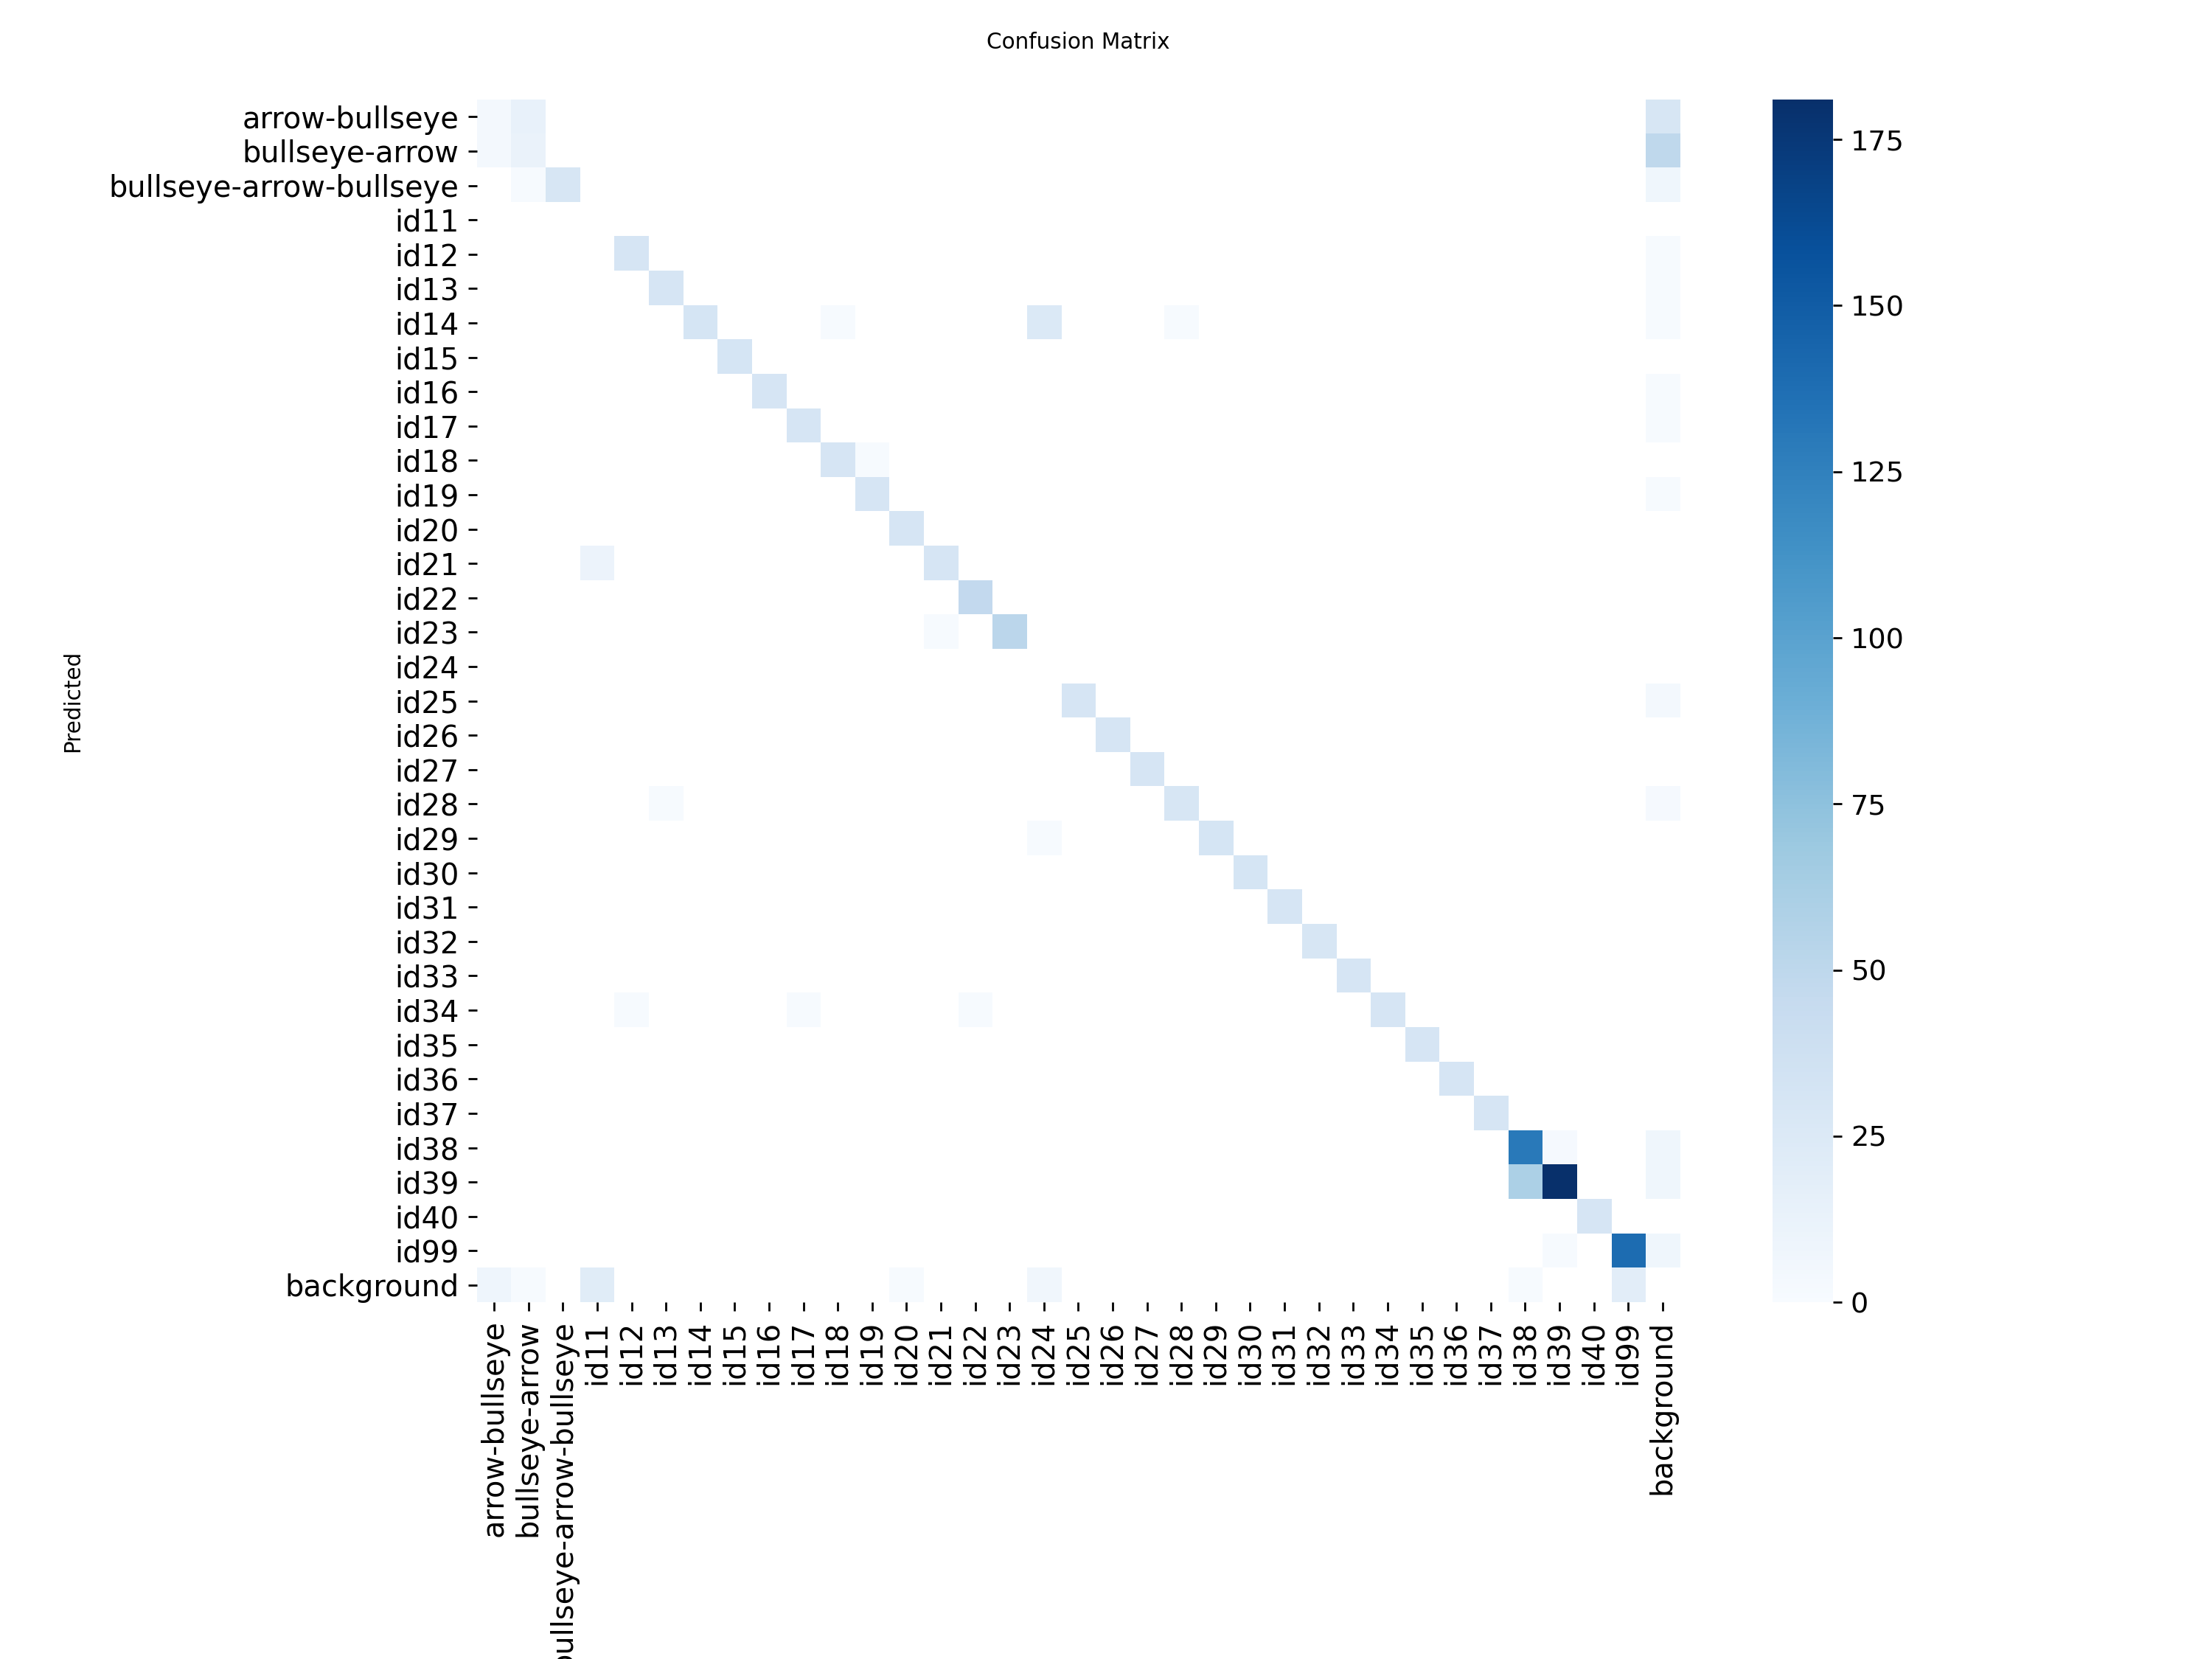 Confusion Matrix
Predicted
arrow-bullseye
bullseye-arrow
bullseye-arrow-bullseye
id11
id12
id13
id14
id15
id16
id17
id18
id19
id20
id21
id22
id23
id24
id25
id26
id27
id28
id29
id30
id31
id32
id33
id34
id35
id36
id37
id38
id39
id40
id99
background
arrow-bullseye
bullseye-arrow
bullseye-arrow-bullseye
id11
id12
id13
id14
id15
id16
id17
id18
id19
id20
id21
id22
id23
id24
id25
id26
id27
id28
id29
id30
id31
id32
id33
id34
id35
id36
id37
id38
id39
id40
id99
background
175
150
125
100
75
50
25
0